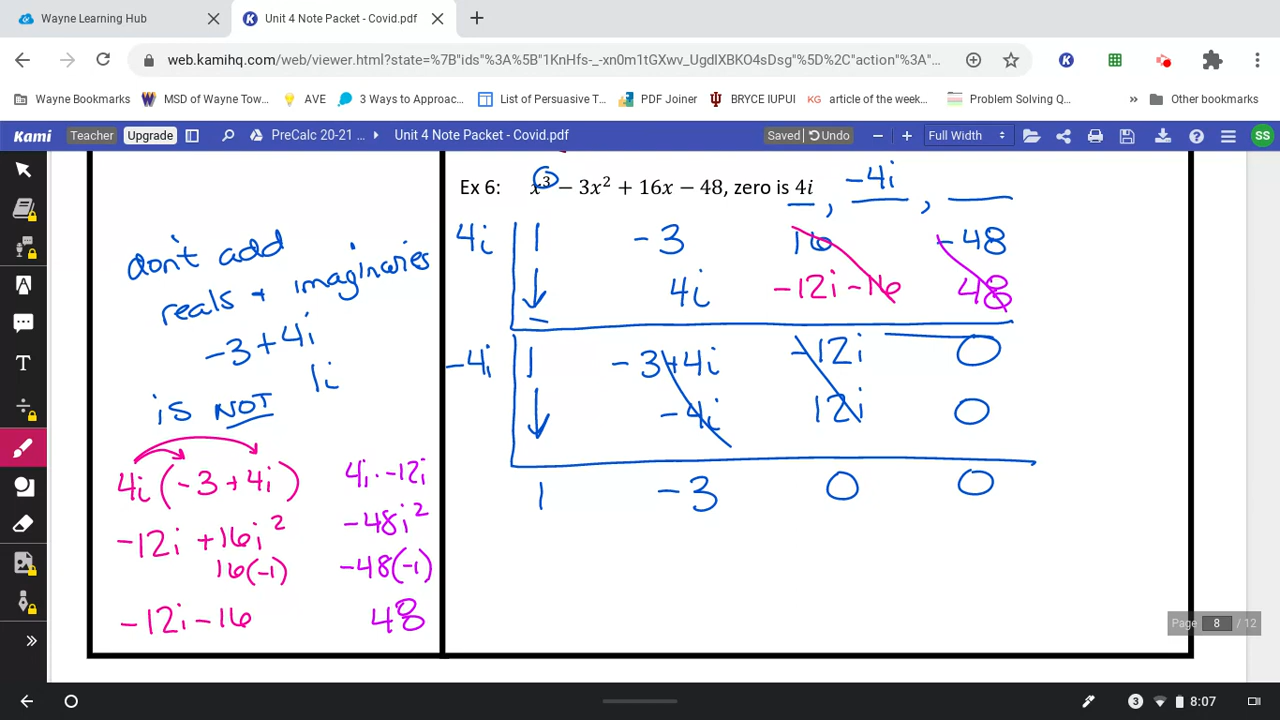 Wayne Learning Hub
Unit 4 Note Packet - Covid.pdf
web.kamihq.com/web/viewer.html?state=%7B"ids"%3A%5B"1KnHfs-_-xn0m1tGXwv_UgdIXBKO4sDsg"%5D%2C"action"%3A"...
Wayne Bookmarks
MSD of Wayne Tow...
AVE
3 Ways to Approac...
List of Persuasive T...
PDF Joiner
BRYCE IUPUI
KG article of the week...
Problem Solving Q...
» Other bookmarks
Kami Teacher Upgrade
PreCalc 20-21 ...
Unit 4 Note Packet - Covid.pdf
Saved Undo
Full Width
SS
Ex 6: x³ − 3x² + 16x − 48, zero is 4i
__, -4i, __
4i 1 -3 16 -48
4i -12i -16 48
-4i 1 -3+4i -12i 0
-4i 12i 0
1 -3 0 0
don't add
reals + imaginaries
-3+4i
1i
is NOT
4i(-3+4i)
-12i +16i²
16(-1)
-12i-16
4i·-12i
-48i²
-48(-1)
48
Page 8 / 12
3 8:07